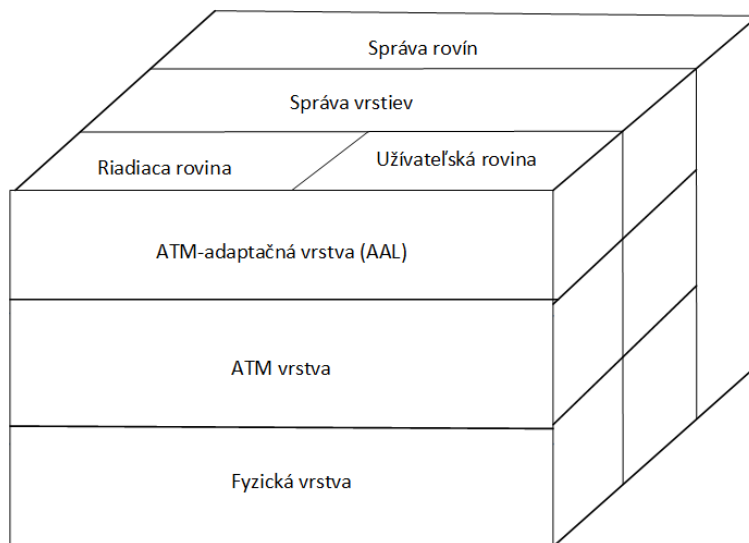 Správa rovín
Správa vrstiev
Riadiaca rovina
Užívateľská rovina
ATM-adaptačná vrstva (AAL)
ATM vrstva
Fyzická vrstva